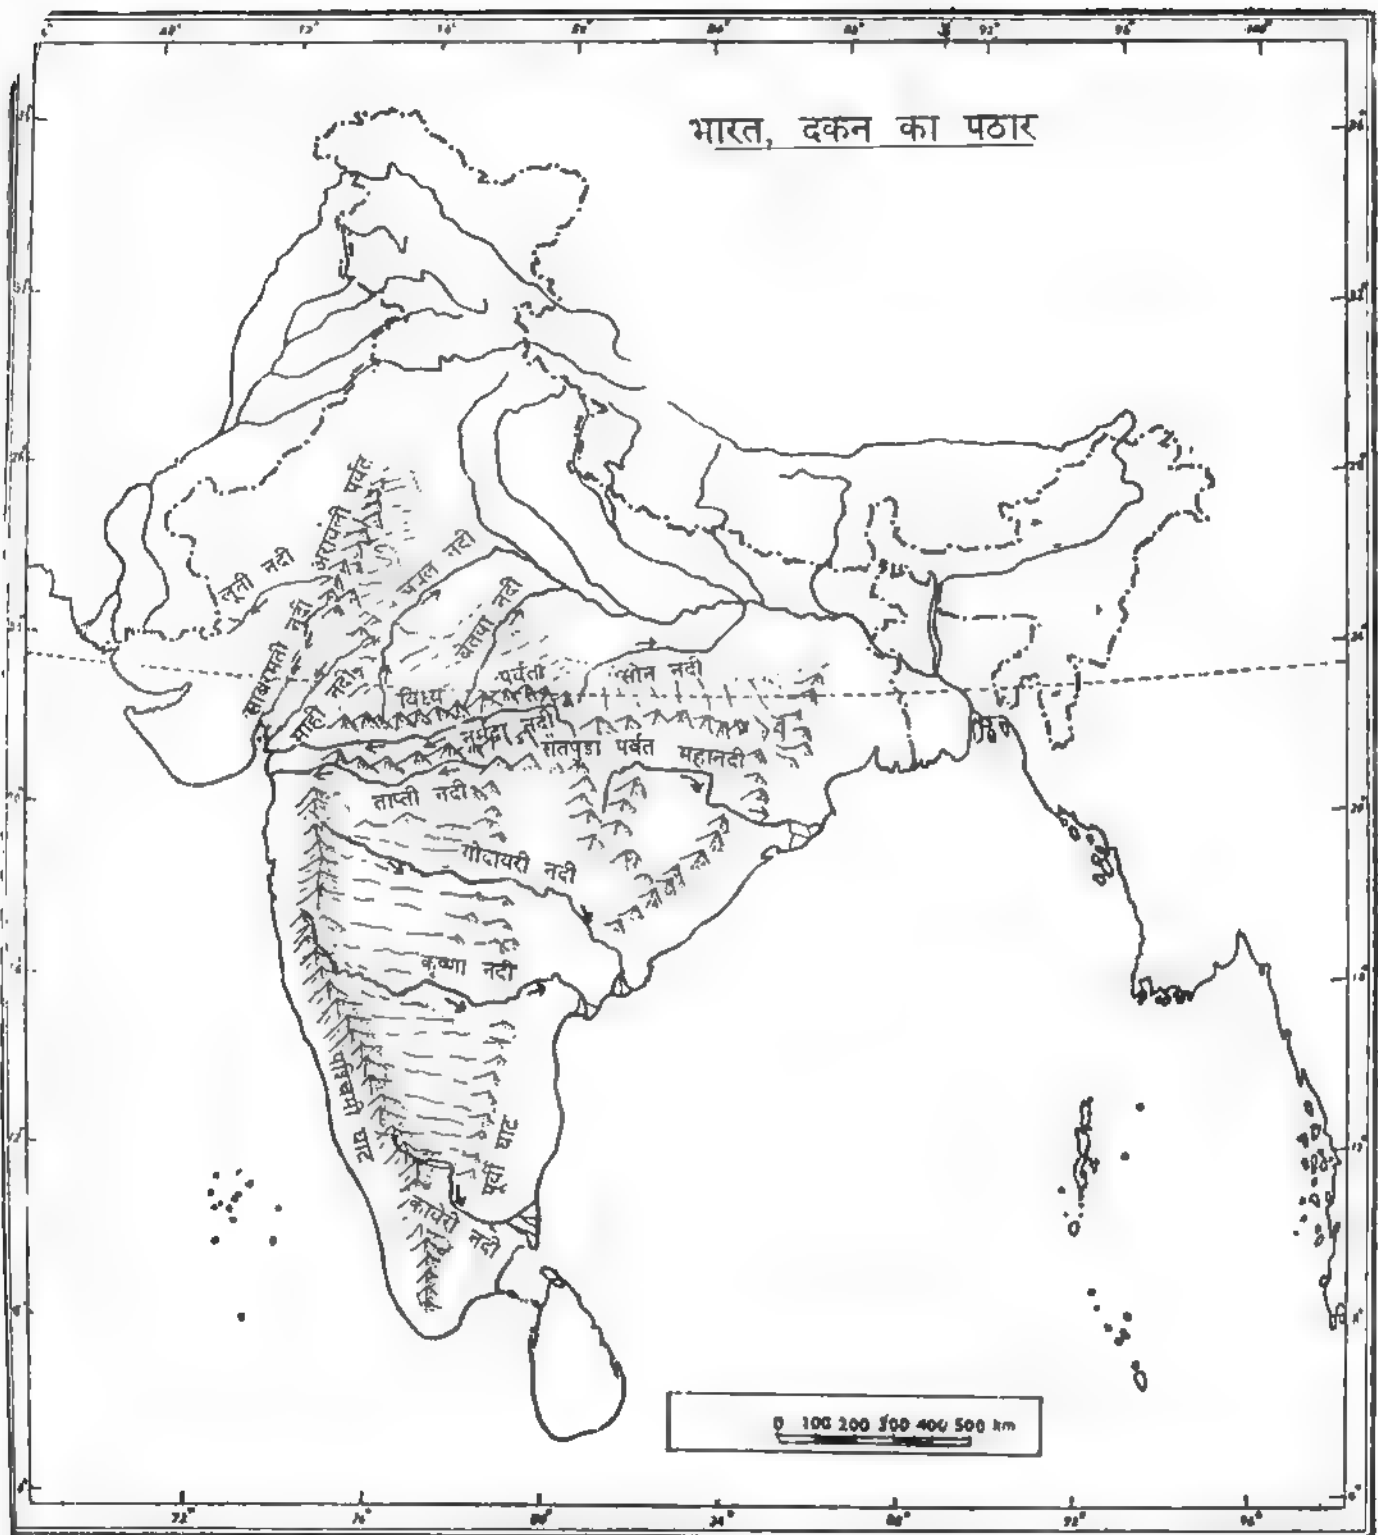 भारत, दकन का पठार
अरावली पर्वत
लूनी नदी
चम्बल नदी
बेतवा नदी
साबरमती नदी
माही नदी
विंध्य पर्वती
सोन नदी
नर्मदा नदी
सतपुड़ा पर्वत
महानदी
ताप्ती नदी
गोदावरी नदी
कृष्णा नदी
पश्चिमी घाट
पूर्वी घाट
कावेरी नदी
0 100 200 300 400 500 km